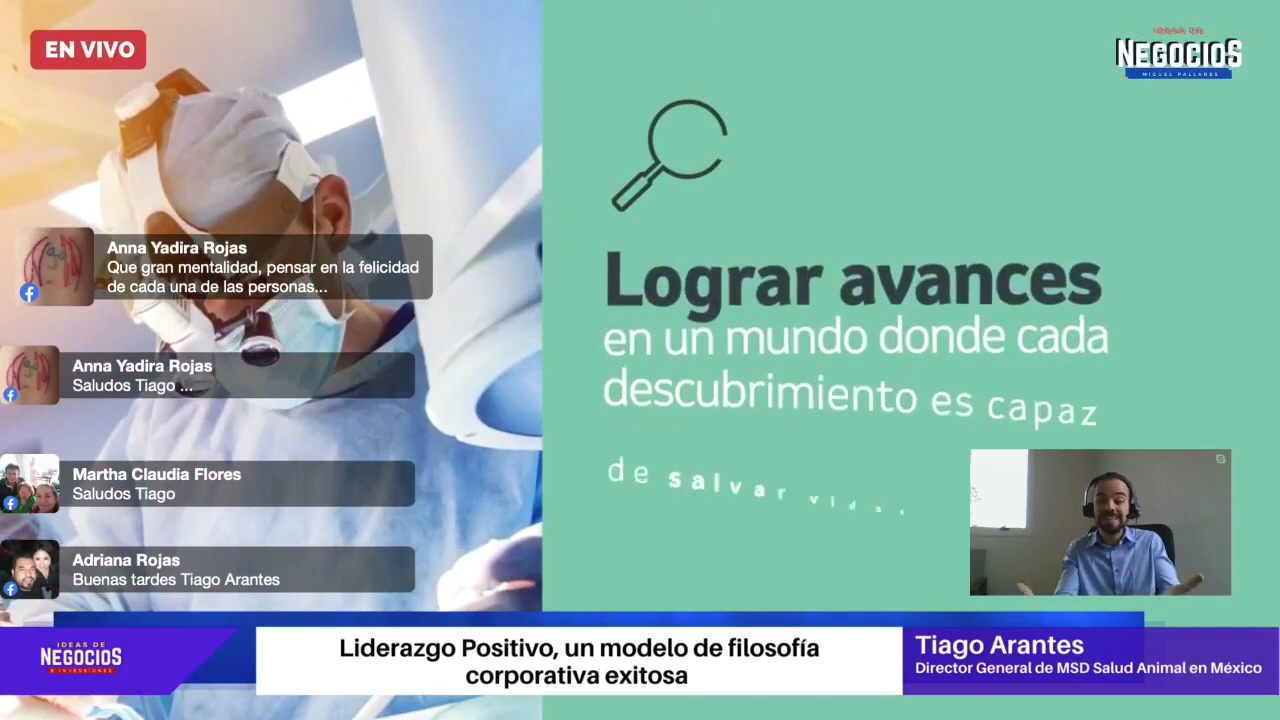 EN VIVO
NEGOCIOS
MIGUEL PALLARES
Anna Yadira Rojas
Que gran mentalidad, pensar en la felicidad
de cada una de las personas...
Anna Yadira Rojas
Saludos Tiago ...
Martha Claudia Flores
Saludos Tiago
Adriana Rojas
Buenas tardes Tiago Arantes
Lograr avances
en un mundo donde cada
descubrimiento es capaz
de salvar vidas
IDEAS DE
NEGOCIOS
E INVERSIONES
Liderazgo Positivo, un modelo de filosofía
corporativa exitosa
Tiago Arantes
Director General de MSD Salud Animal en México